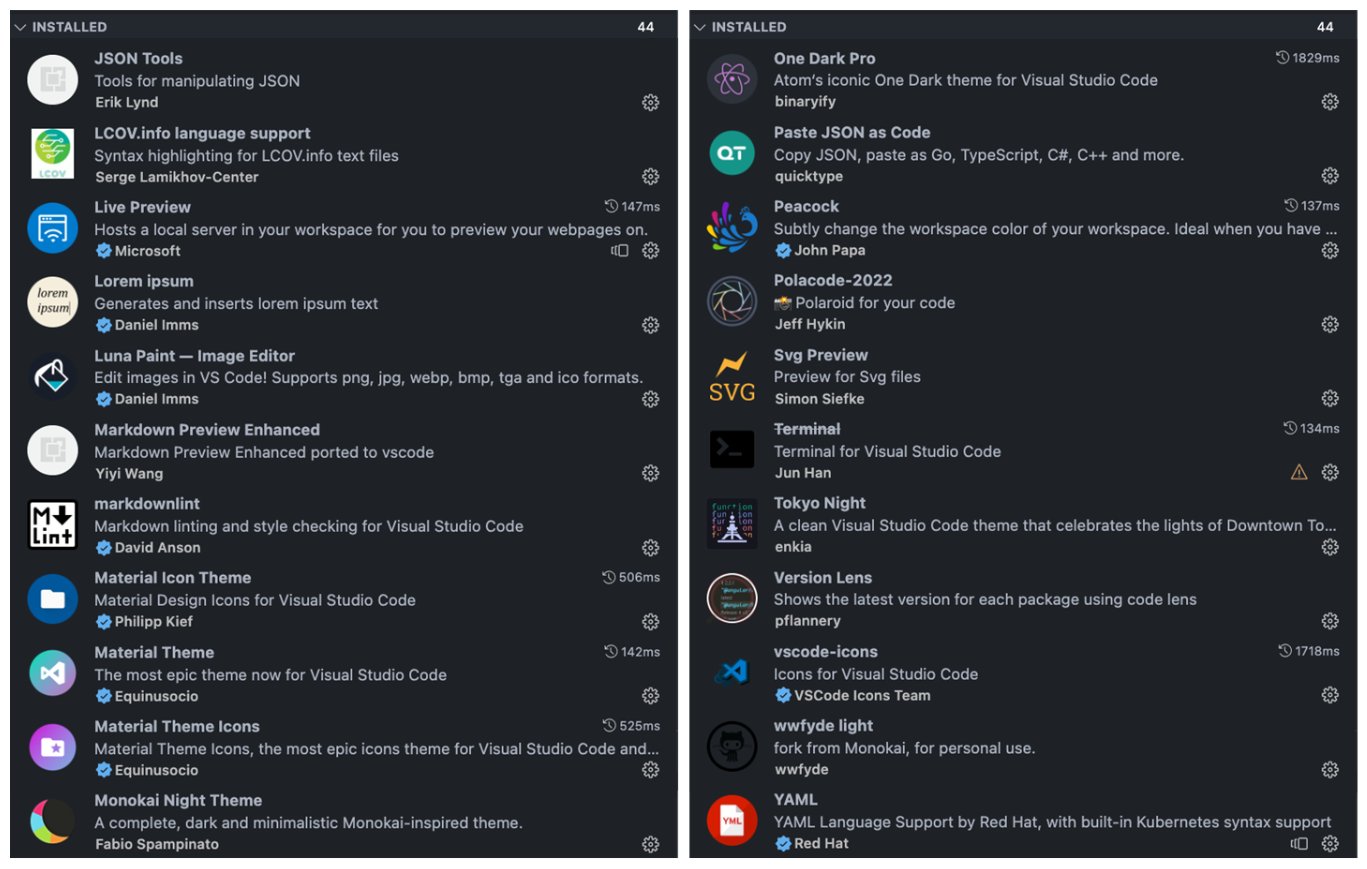 INSTALLED 44
JSON Tools
Tools for manipulating JSON
Erik Lynd
LCOV
LCOV.info language support
Syntax highlighting for LCOV.info text files
Serge Lamikhov-Center
Live Preview 147ms
Hosts a local server in your workspace for you to preview your webpages on.
Microsoft
lorem
ipsum
Lorem ipsum
Generates and inserts lorem ipsum text
Daniel Imms
Luna Paint — Image Editor
Edit images in VS Code! Supports png, jpg, webp, bmp, tga and ico formats.
Daniel Imms
Markdown Preview Enhanced
Markdown Preview Enhanced ported to vscode
Yiyi Wang
M
lint
markdownlint
Markdown linting and style checking for Visual Studio Code
David Anson
Material Icon Theme 506ms
Material Design Icons for Visual Studio Code
Philipp Kief
Material Theme 142ms
The most epic theme now for Visual Studio Code
Equinusocio
Material Theme Icons 525ms
Material Theme Icons, the most epic icons theme for Visual Studio Code and...
Equinusocio
Monokai Night Theme
A complete, dark and minimalistic Monokai-inspired theme.
Fabio Spampinato
INSTALLED 44
One Dark Pro 1829ms
Atom's iconic One Dark theme for Visual Studio Code
binaryify
QT
Paste JSON as Code
Copy JSON, paste as Go, TypeScript, C#, C++ and more.
quicktype
Peacock 137ms
Subtly change the workspace color of your workspace. Ideal when you have ...
John Papa
Polacode-2022
Polaroid for your code
Jeff Hykin
SVG
Svg Preview
Preview for Svg files
Simon Siefke
Terminal 134ms
Terminal for Visual Studio Code
Jun Han
Tokyo Night
A clean Visual Studio Code theme that celebrates the lights of Downtown To...
enkia
Version Lens
Shows the latest version for each package using code lens
pflannery
vscode-icons 1718ms
Icons for Visual Studio Code
VSCode Icons Team
wwfyde light
fork from Monokai, for personal use.
wwfyde
YML
YAML
YAML Language Support by Red Hat, with built-in Kubernetes syntax support
Red Hat